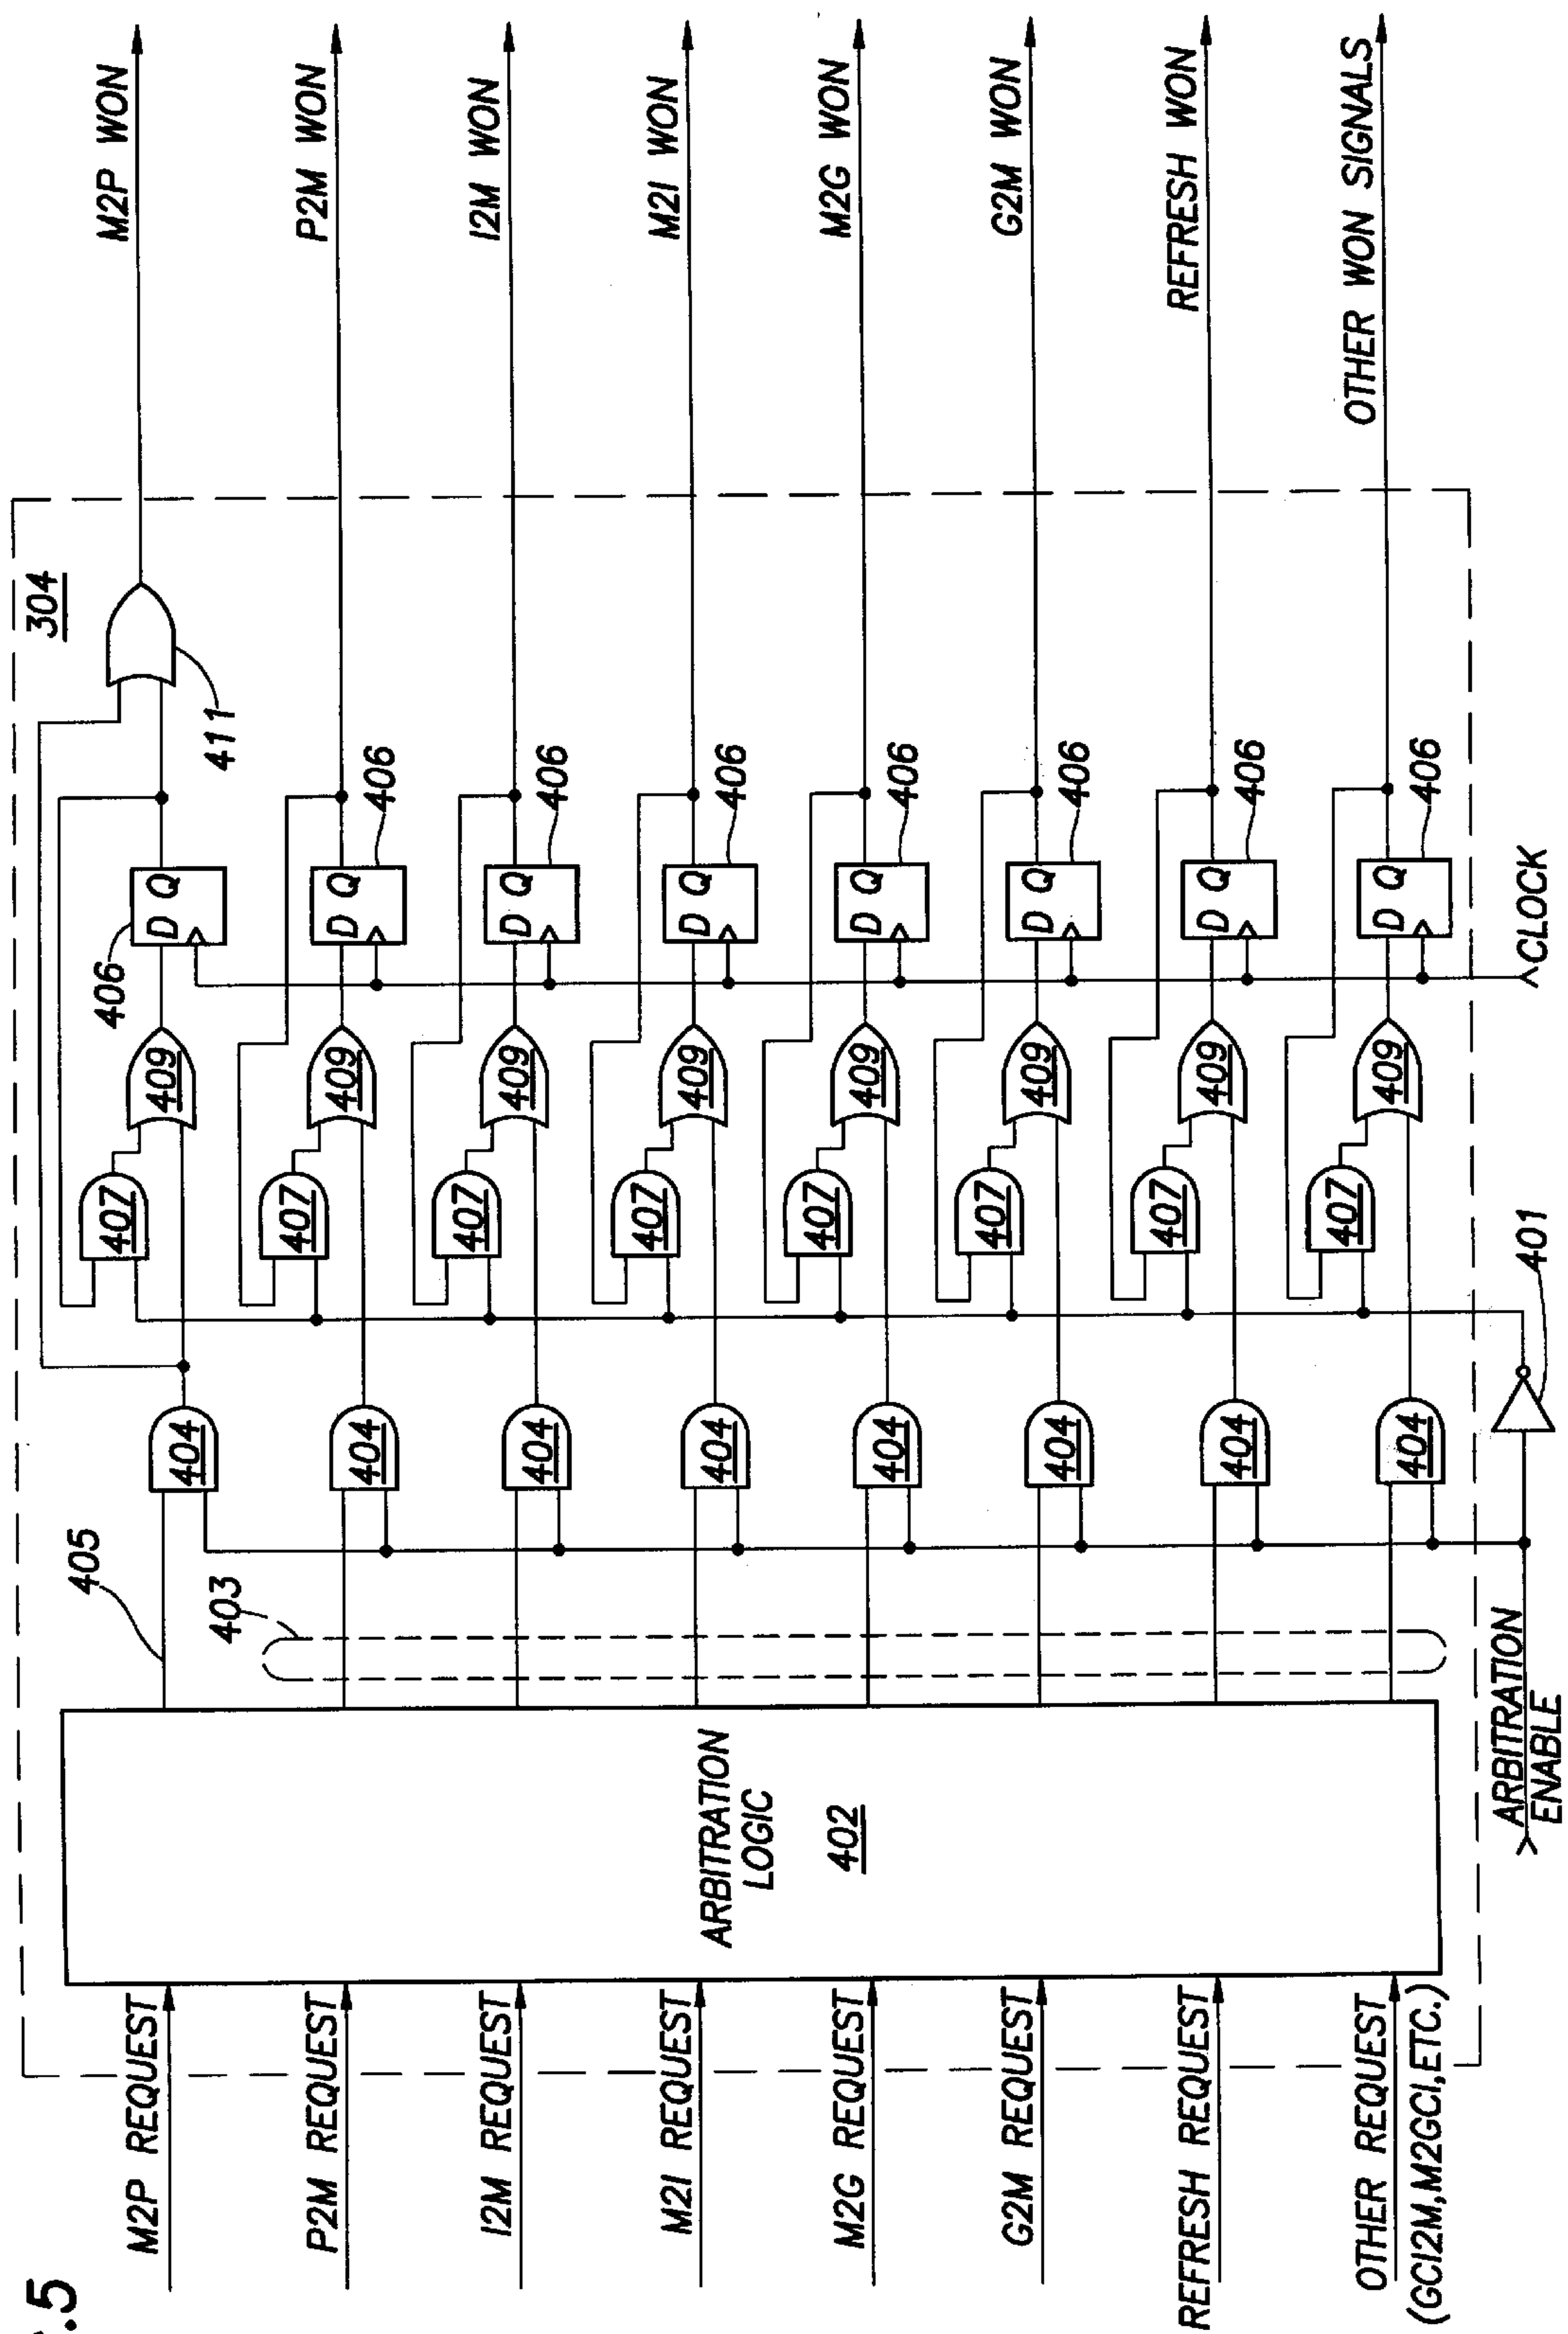 .5
304
M2P REQUEST
P2M REQUEST
I2M REQUEST
M2I REQUEST
M2G REQUEST
G2M REQUEST
REFRESH REQUEST
OTHER REQUEST
(GCI2M,M2GCI,ETC.)
ARBITRATION
LOGIC
402
ARBITRATION
ENABLE
405
403
404
404
404
404
404
404
404
404
401
407
407
407
407
407
407
407
407
409
409
409
409
409
409
409
409
406
D Q
D Q
406
D Q
406
D Q
406
D Q
406
D Q
406
D Q
406
D Q
406
CLOCK
411
M2P WON
P2M WON
I2M WON
M2I WON
M2G WON
G2M WON
REFRESH WON
OTHER WON SIGNALS